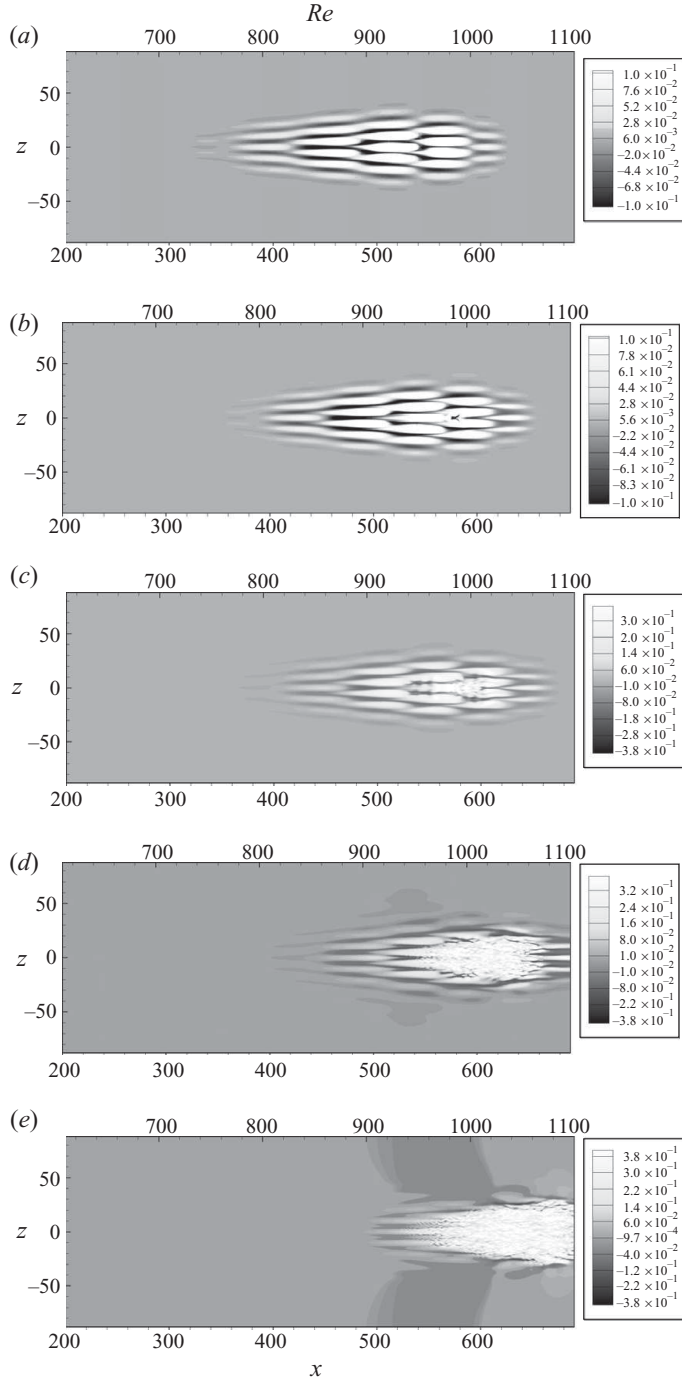 Re
(a)
700 800 900 1000 1100
50
z 0
−50
200 300 400 500 600
1.0 ×10⁻¹
7.6 ×10⁻²
5.2 ×10⁻²
2.8 ×10⁻³
6.0 ×10⁻³
−2.0 ×10⁻²
−4.4 ×10⁻²
−6.8 ×10⁻²
−1.0 ×10⁻¹
(b)
700 800 900 1000 1100
50
z 0
−50
200 300 400 500 600
1.0 ×10⁻¹
7.8 ×10⁻²
6.1 ×10⁻²
4.4 ×10⁻²
2.8 ×10⁻²
5.6 ×10⁻³
−2.2 ×10⁻²
−4.4 ×10⁻²
−6.1 ×10⁻²
−8.3 ×10⁻²
−1.0 ×10⁻¹
(c)
700 800 900 1000 1100
50
z 0
−50
200 300 400 500 600
3.0 ×10⁻¹
2.0 ×10⁻¹
1.4 ×10⁻¹
6.0 ×10⁻²
−1.0 ×10⁻²
−8.0 ×10⁻²
−1.8 ×10⁻¹
−2.8 ×10⁻¹
−3.8 ×10⁻¹
(d)
700 800 900 1000 1100
50
z 0
−50
200 300 400 500 600
3.2 ×10⁻¹
2.4 ×10⁻¹
1.6 ×10⁻¹
8.0 ×10⁻²
−1.0 ×10⁻²
−8.0 ×10⁻²
−2.2 ×10⁻¹
−3.8 ×10⁻¹
(e)
700 800 900 1000 1100
50
z 0
−50
200 300 400 500 600
x
3.8 ×10⁻¹
3.0 ×10⁻¹
2.2 ×10⁻¹
1.4 ×10⁻¹
6.0 ×10⁻²
−9.7 ×10⁻⁴
−4.0 ×10⁻²
−1.2 ×10⁻¹
−2.2 ×10⁻¹
−3.8 ×10⁻¹